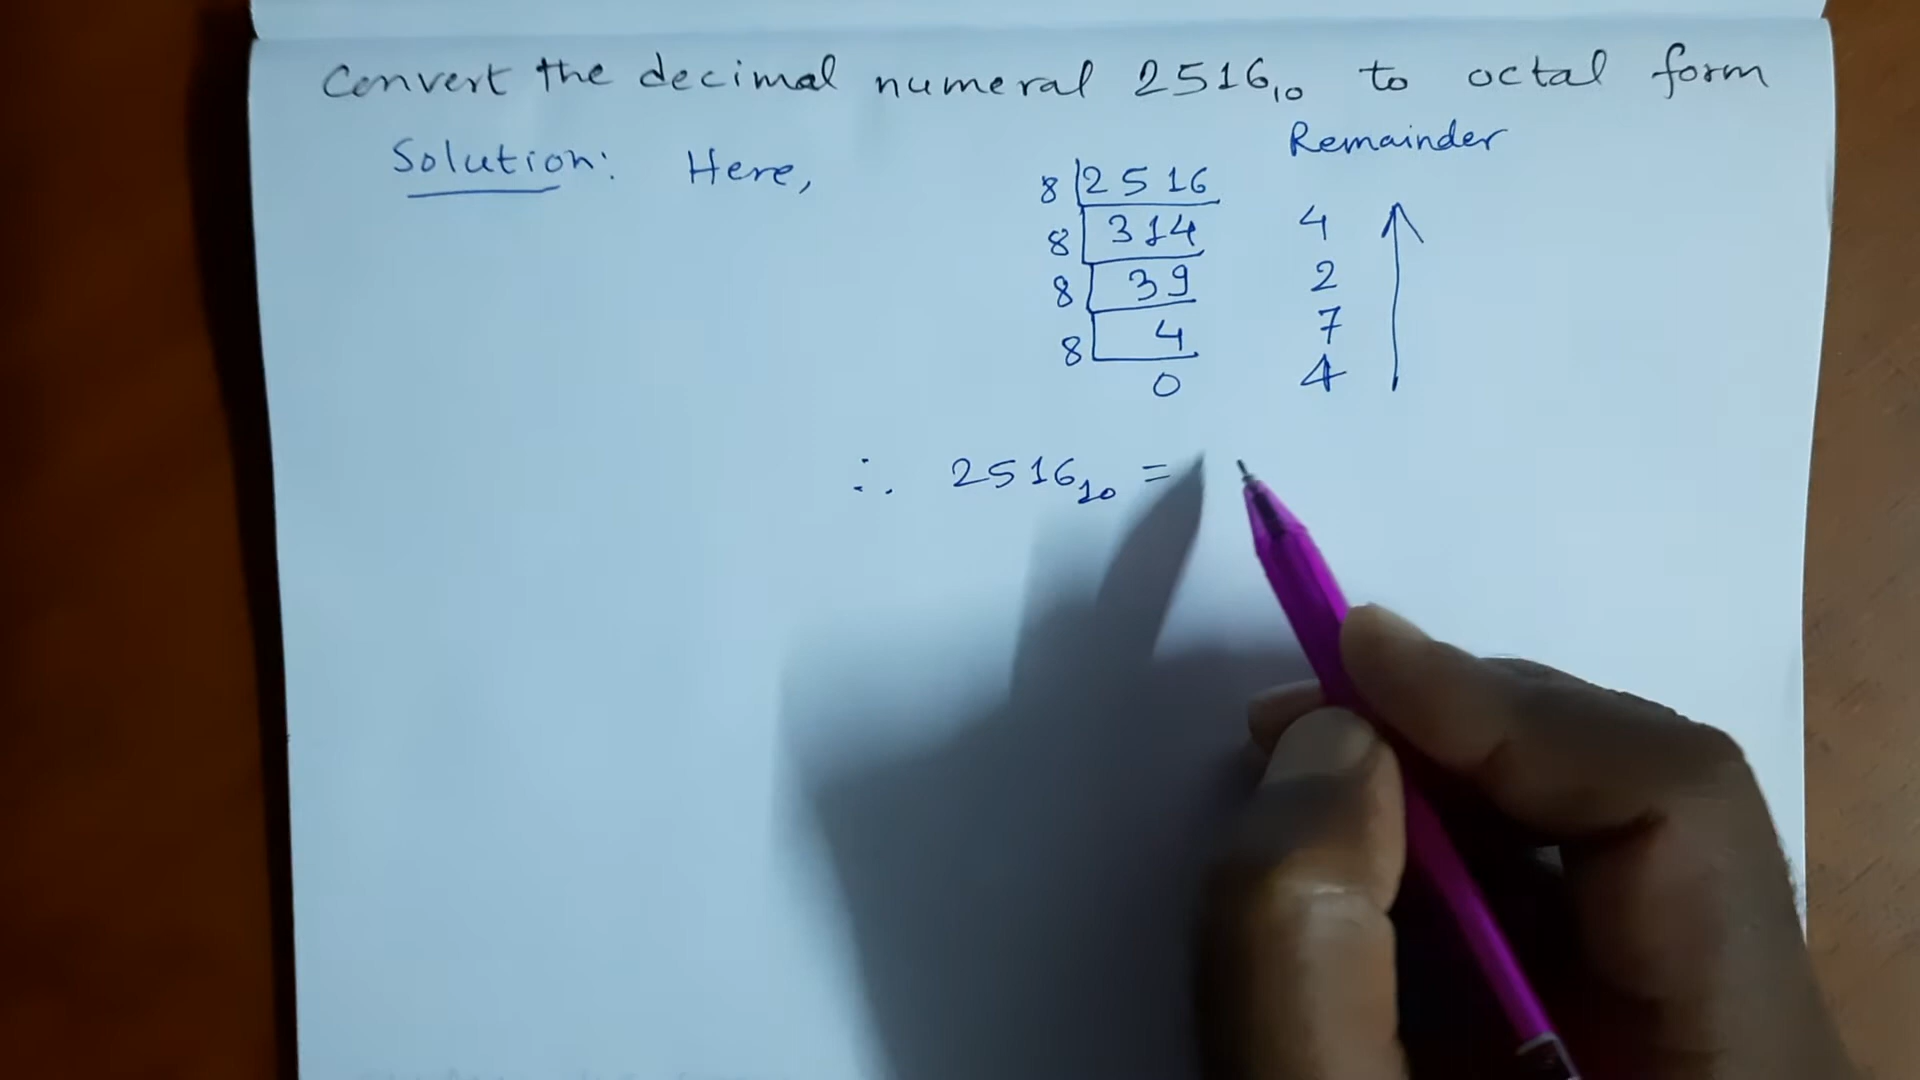 Convert the decimal numeral 2516₁₀ to octal form
Solution: Here,
Remainder
8 2516
8 314 4
8 39 2
8 4 7
0 4
∴ 2516₁₀ =